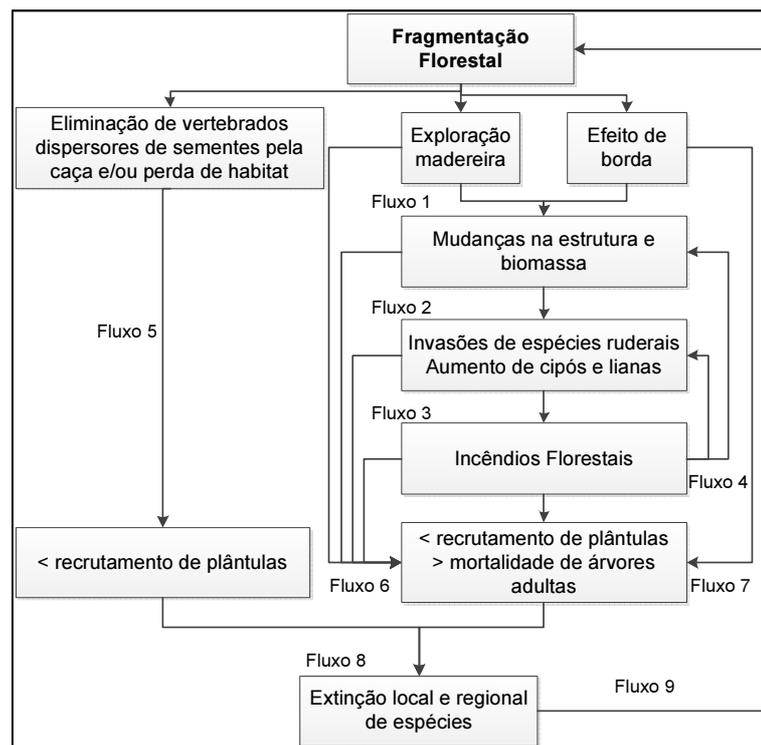 Fragmentação
Florestal
Eliminação de vertebrados
dispersores de sementes pela
caça e/ou perda de habitat
Exploração
madereira
Efeito de
borda
Fluxo 1
Mudanças na estrutura e
biomassa
Fluxo 2
Fluxo 5
Invasões de espécies ruderais
Aumento de cipós e lianas
Fluxo 3
Incêndios Florestais
Fluxo 4
< recrutamento de plântulas
< recrutamento de plântulas
> mortalidade de árvores
adultas
Fluxo 6
Fluxo 7
Fluxo 8
Extinção local e regional
de espécies
Fluxo 9